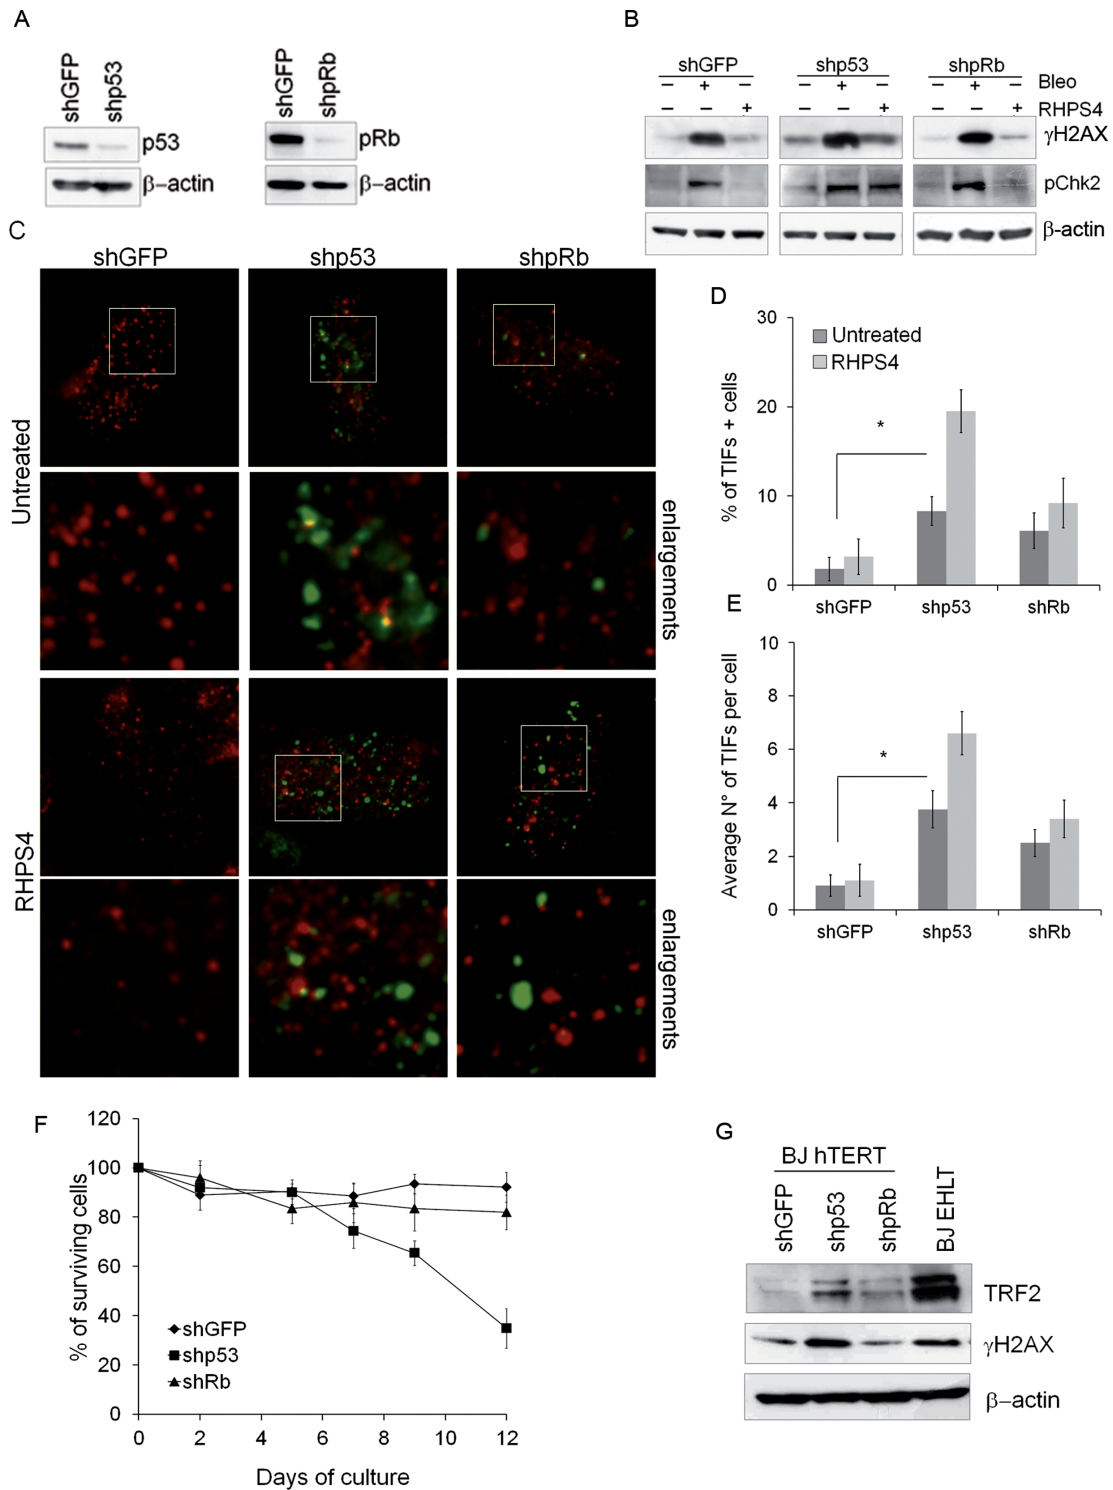 A
shGFP
shp53
p53
β-actin
shGFP
shpRb
pRb
β-actin
B
shGFP shp53 shpRb
− + − − + − − + − Bleo
− − + − − + − − + RHPS4
γH2AX
pChk2
β-actin
C
shGFP shp53 shpRb
Untreated
enlargements
RHPS4
enlargements
D
30
20
10
0
% of TIFs + cells
Untreated
RHPS4
*
shGFP shp53 shRb
E
10
8
6
4
2
0
Average N° of TIFs per cell
*
shGFP shp53 shRb
F
120
100
80
60
40
20
0
% of surviving cells
shGFP
shp53
shRb
0 2 4 6 8 10 12
Days of culture
G
BJ hTERT
shGFP
shp53
shpRb
BJ EHLT
TRF2
γH2AX
β-actin